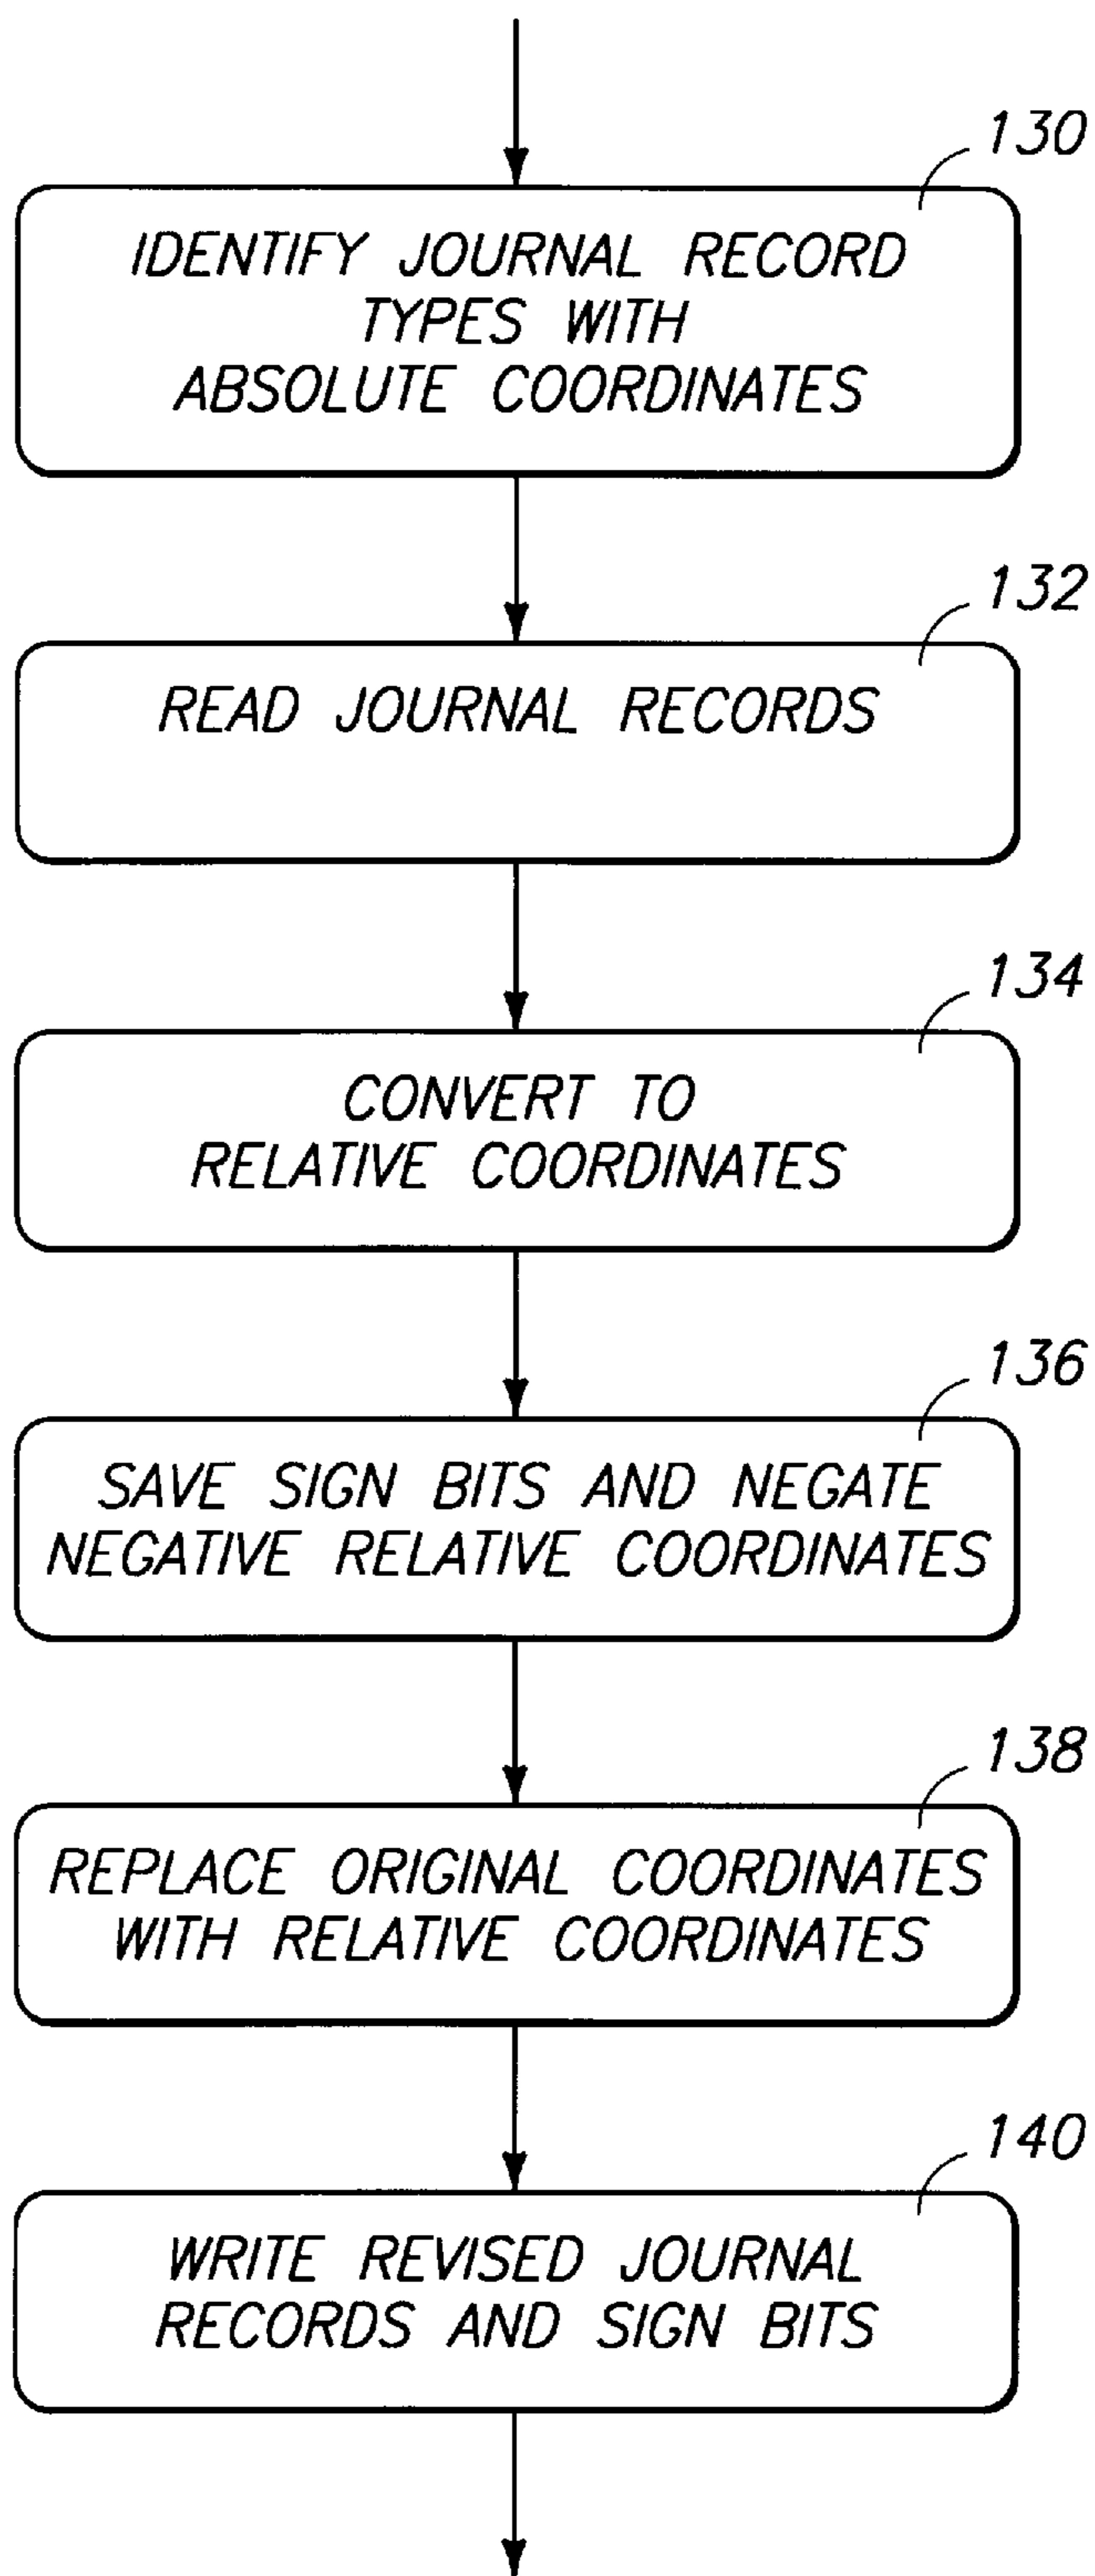 130
IDENTIFY JOURNAL RECORD
TYPES WITH
ABSOLUTE COORDINATES
132
READ JOURNAL RECORDS
134
CONVERT TO
RELATIVE COORDINATES
136
SAVE SIGN BITS AND NEGATE
NEGATIVE RELATIVE COORDINATES
138
REPLACE ORIGINAL COORDINATES
WITH RELATIVE COORDINATES
140
WRITE REVISED JOURNAL
RECORDS AND SIGN BITS